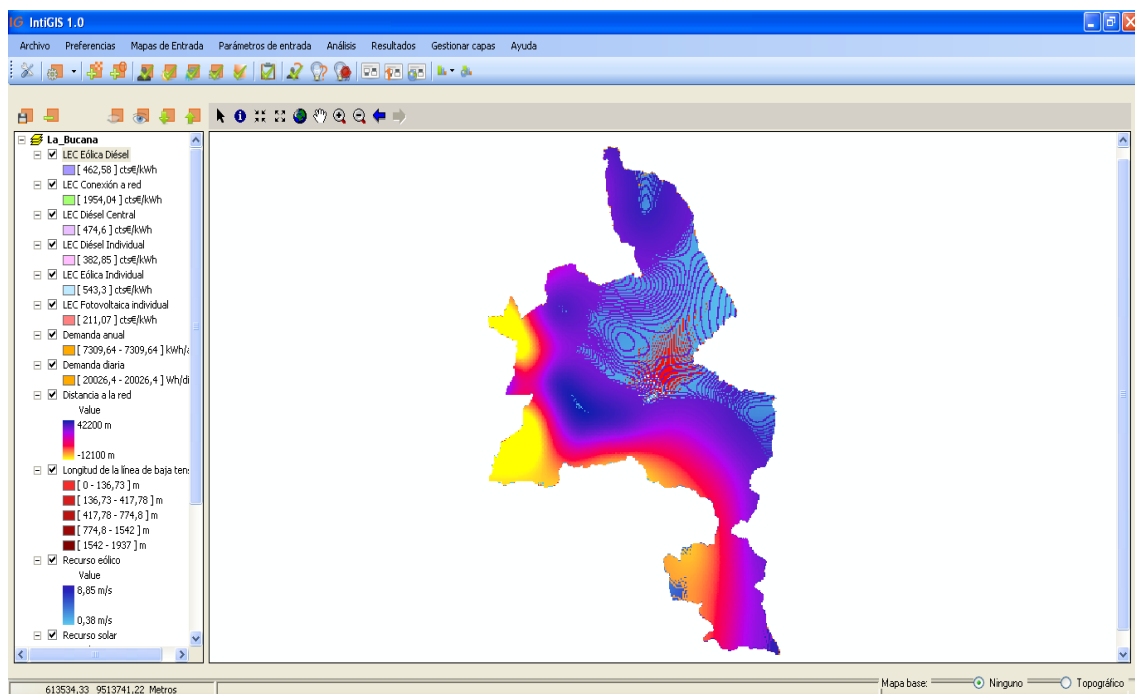 IG IntiGIS 1.0
Archivo Preferencias Mapas de Entrada Parámetros de entrada Análisis Resultados Gestionar capas Ayuda
La_Bucana
LEC Eólica Diésel
[ 462,58 ] cts€/kWh
LEC Conexión a red
[ 1954,04 ] cts€/kWh
LEC Diésel Central
[ 474,6 ] cts€/kWh
LEC Diésel Individual
[ 382,85 ] cts€/kWh
LEC Eólica Individual
[ 543,3 ] cts€/kWh
LEC Fotovoltaica individual
[ 211,07 ] cts€/kWh
Demanda anual
[ 7309,64 - 7309,64 ] kWh/a
Demanda diaria
[ 20026,4 - 20026,4 ] Wh/di
Distancia a la red
Value
42200 m
-12100 m
Longitud de la línea de baja tens
[ 0 - 136,73 ] m
[ 136,73 - 417,78 ] m
[ 417,78 - 774,8 ] m
[ 774,8 - 1542 ] m
[ 1542 - 1937 ] m
Recurso eólico
Value
8,85 m/s
0,38 m/s
Recurso solar
613534,33 9513741,22 Metros
Mapa base: Ninguno Topográfico